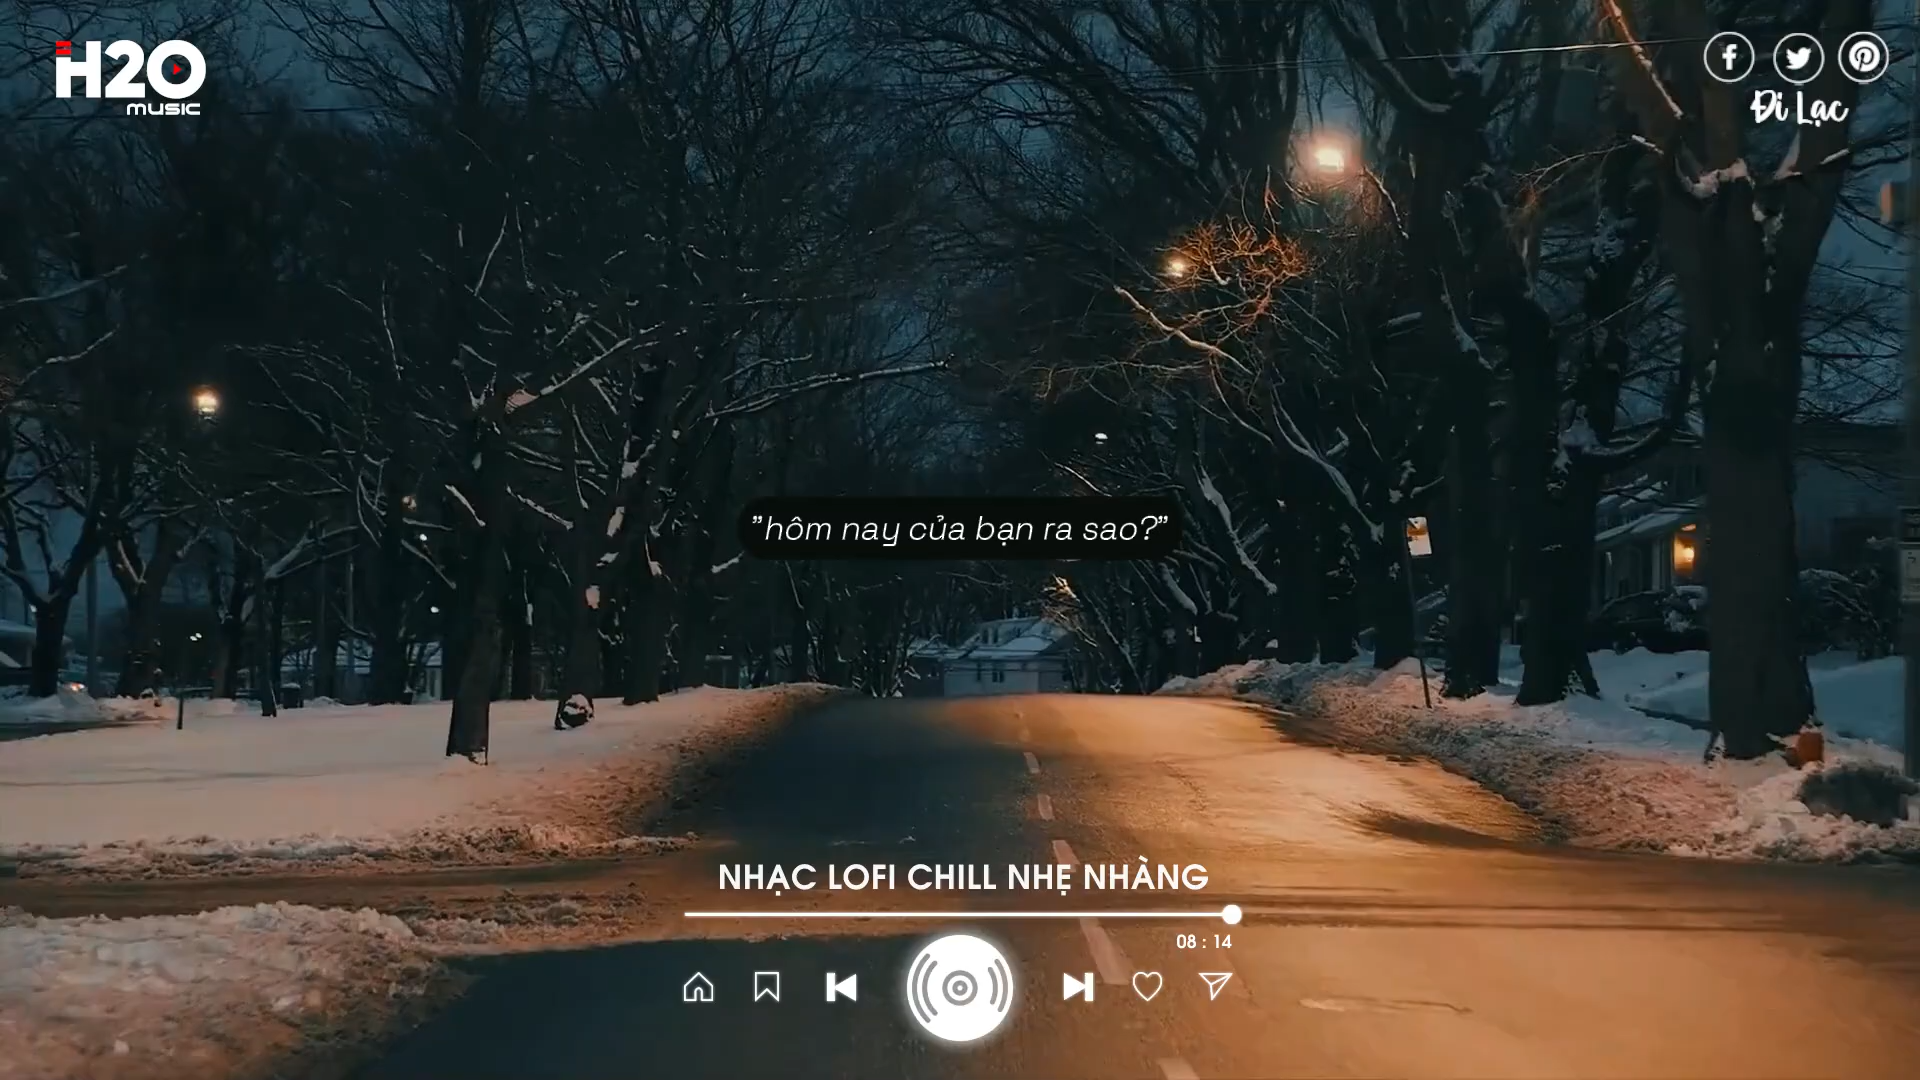 H2O
MUSIC
Đi Lạc
"hôm nay của bạn ra sao?"
NHẠC LOFI CHILL NHẸ NHÀNG
08 : 14